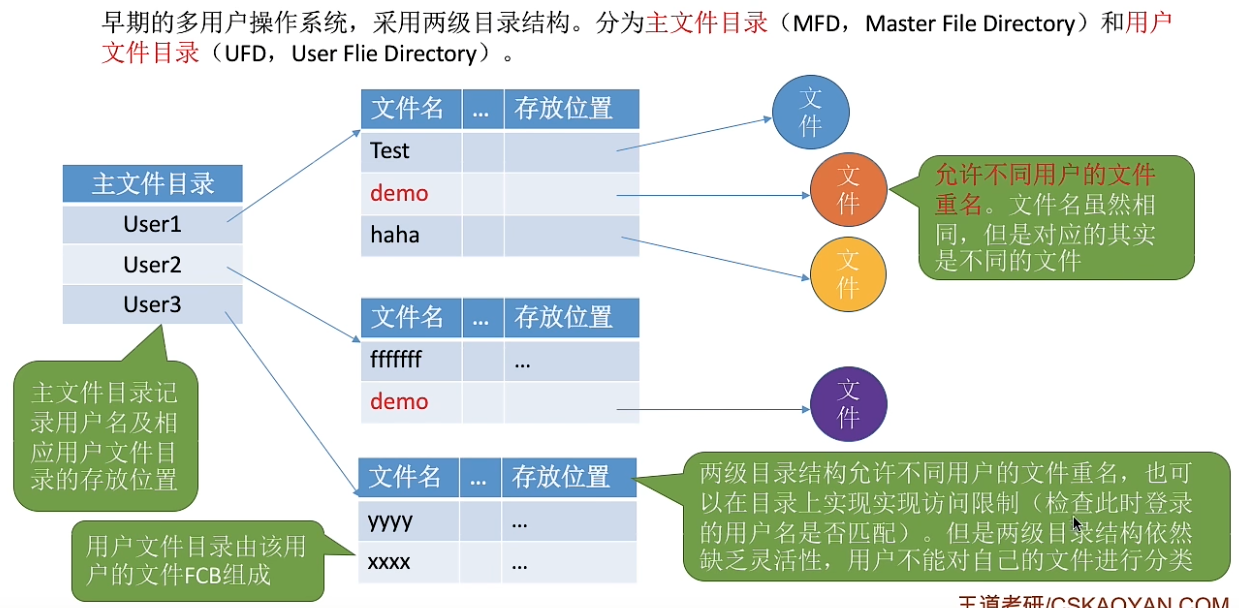 早期的多用户操作系统，采用两级目录结构。分为主文件目录（MFD，Master File Directory）和用户
文件目录（UFD，User Flie Directory）。
主文件目录
User1
User2
User3
文件名 ... 存放位置
Test
demo
haha
文件名 ... 存放位置
fffffff ...
demo
文件名 ... 存放位置
yyyy ...
xxxx ...
文
件
文
件
文
件
文
件
允许不同用户的文件
重名。文件名虽然相
同，但是对应的其实
是不同的文件
主文件目录记
录用户名及相
应用户文件目
录的存放位置
用户文件目录由该用
户的文件FCB组成
两级目录结构允许不同用户的文件重名，也可
以在目录上实现实现访问限制（检查此时登录
的用户名是否匹配）。但是两级目录结构依然
缺乏灵活性，用户不能对自己的文件进行分类
王道考研/CSKAOYAN.COM